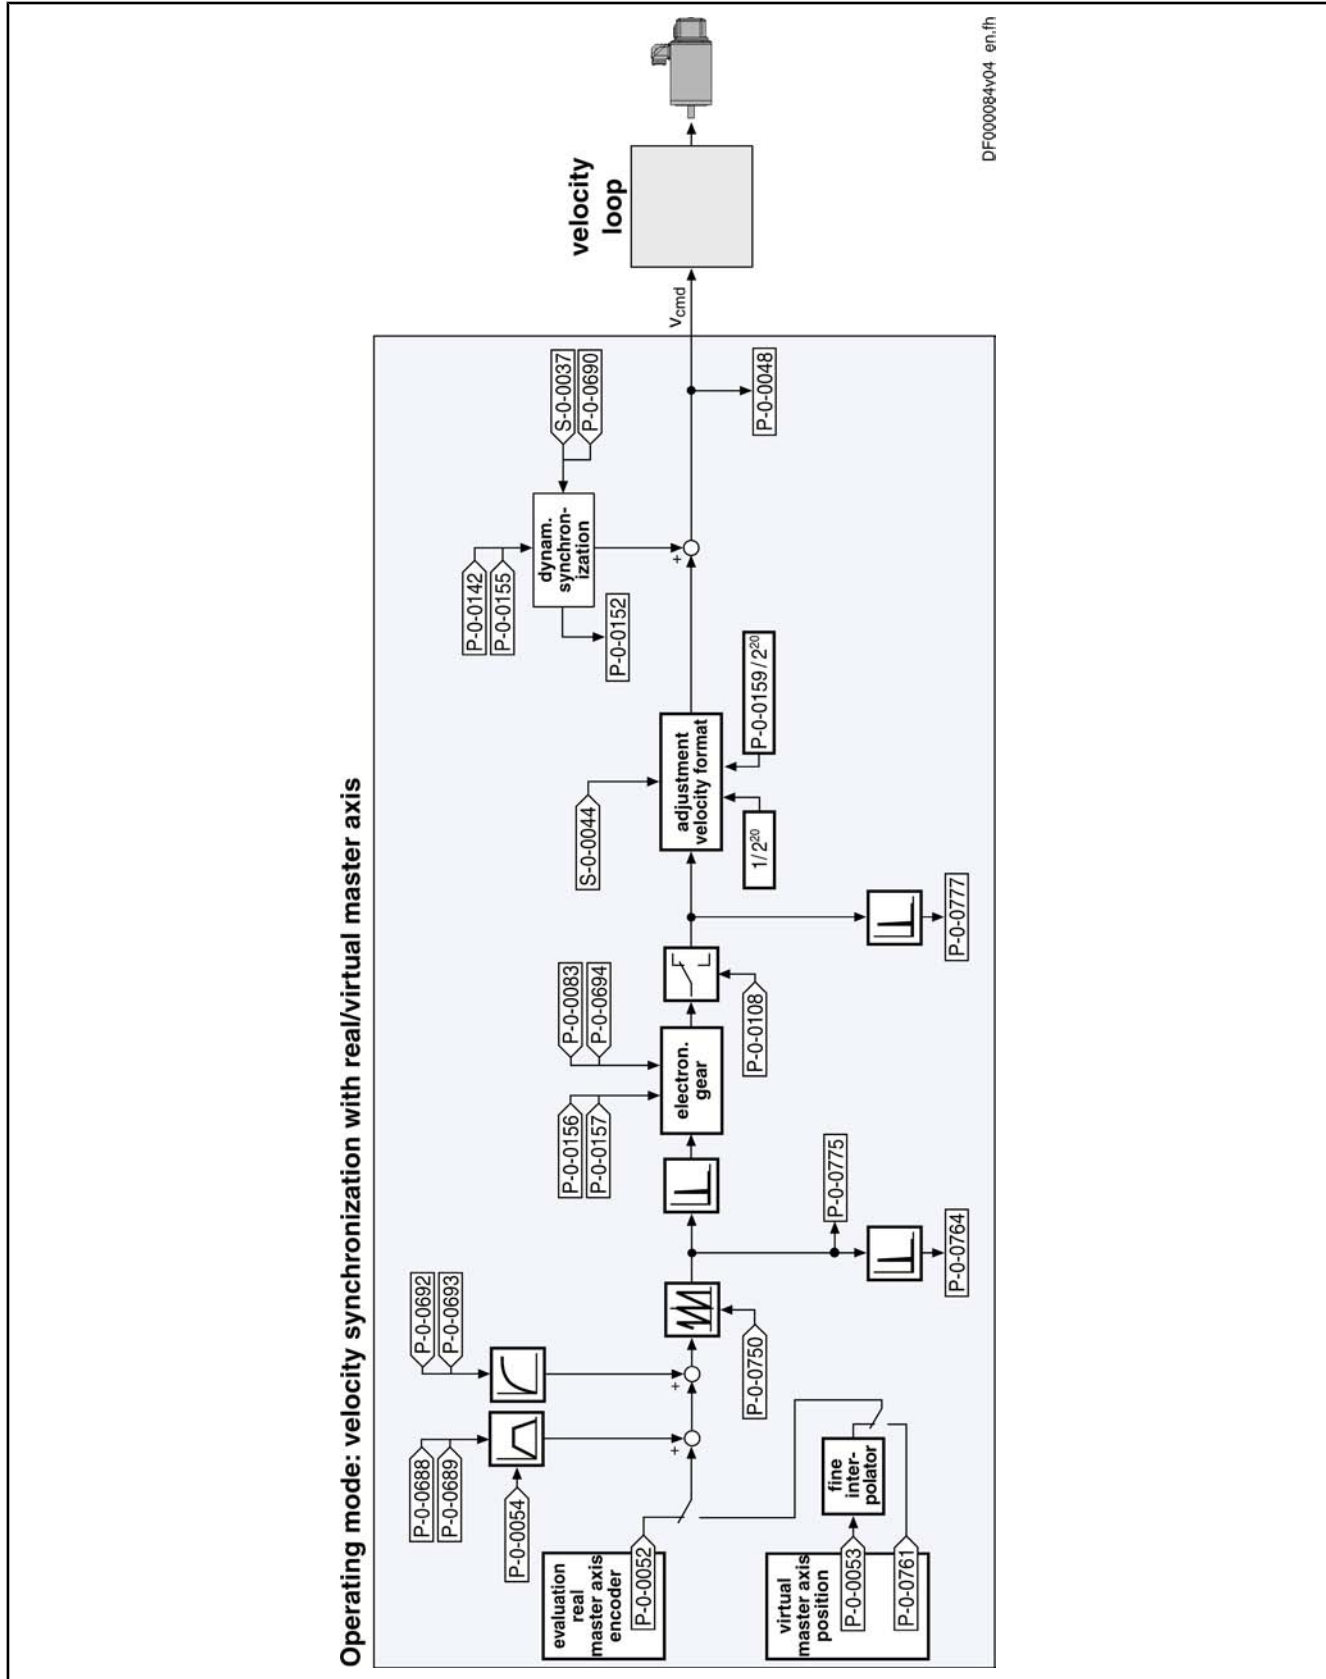 Operating mode: velocity synchronization with real/virtual master axis
P-0-0688
P-0-0689
P-0-0054
P-0-0692
P-0-0693
evaluation
real
master axis
encoder
P-0-0052
virtual
master axis
position
P-0-0053
P-0-0761
fine
inter-
polator
+
+
P-0-0750
P-0-0775
P-0-0764
P-0-0156
P-0-0157
P-0-0083
P-0-0694
electron.
gear
P-0-0108
P-0-0777
S-0-0044
adjustment
velocity format
1/2²⁰
P-0-0159/2²⁰
P-0-0142
P-0-0155
dynam.
synchron-
ization
P-0-0152
S-0-0037
P-0-0690
+
P-0-0048
Vcmd
velocity
loop
DF000084v04_en.fh